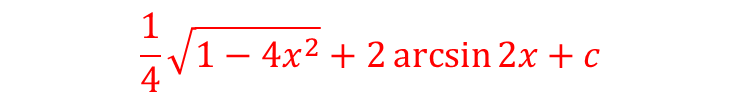 1/4 √(1 − 4x²) + 2 arcsin 2x + c